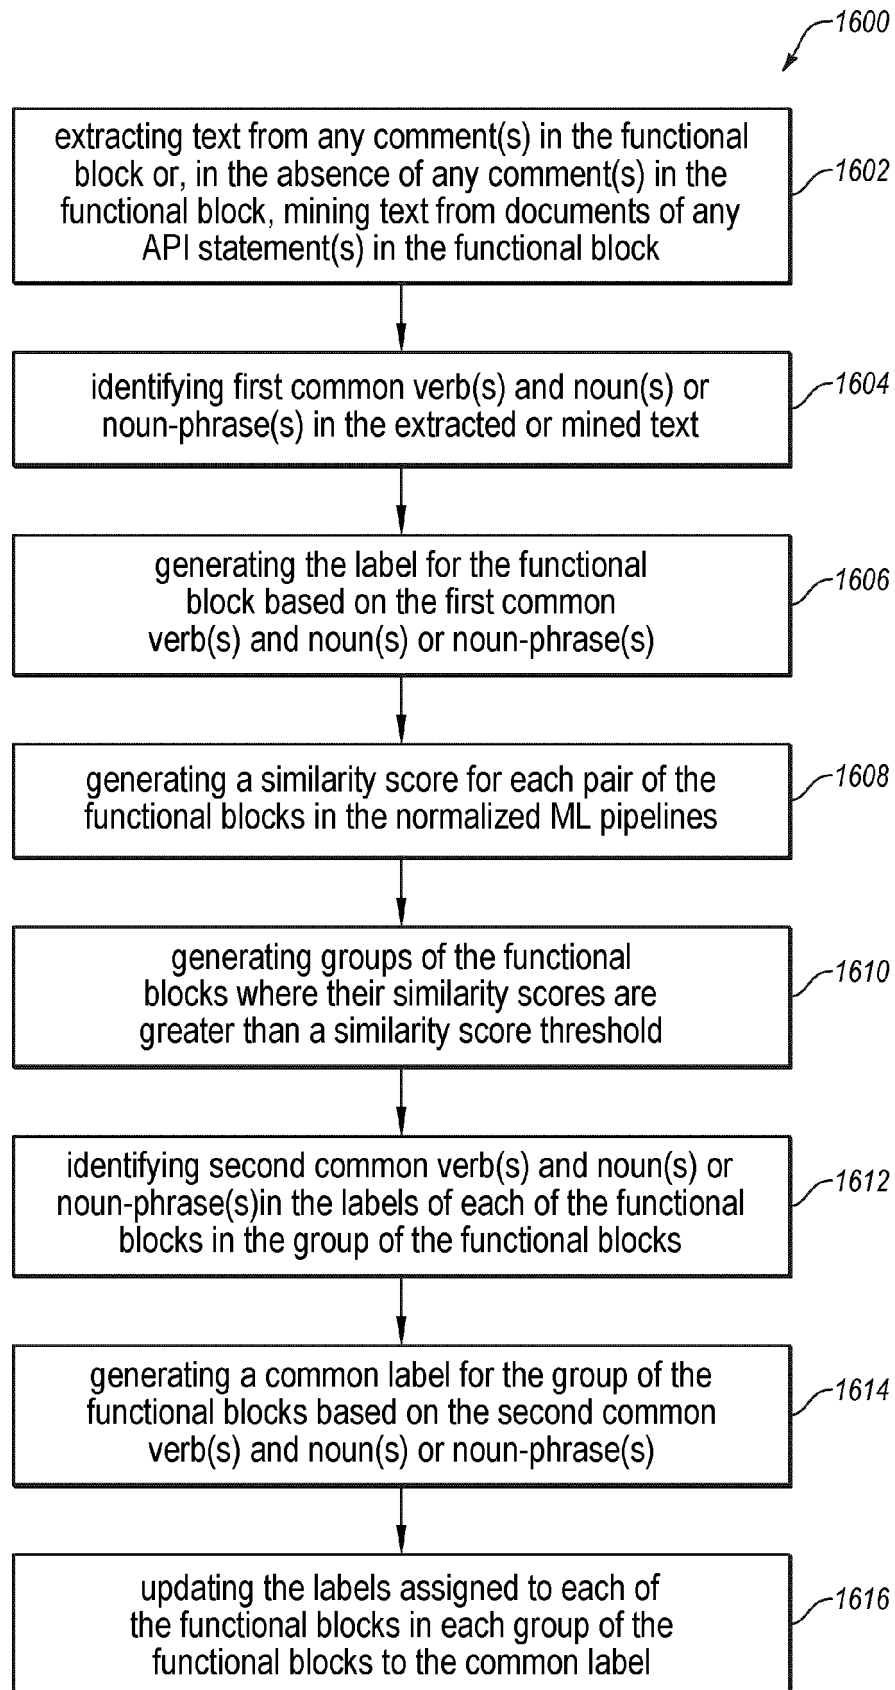 1600
extracting text from any comment(s) in the functional
block or, in the absence of any comment(s) in the
functional block, mining text from documents of any
API statement(s) in the functional block
1602
identifying first common verb(s) and noun(s) or
noun-phrase(s) in the extracted or mined text
1604
generating the label for the functional
block based on the first common
verb(s) and noun(s) or noun-phrase(s)
1606
generating a similarity score for each pair of the
functional blocks in the normalized ML pipelines
1608
generating groups of the functional
blocks where their similarity scores are
greater than a similarity score threshold
1610
identifying second common verb(s) and noun(s) or
noun-phrase(s)in the labels of each of the functional
blocks in the group of the functional blocks
1612
generating a common label for the group of the
functional blocks based on the second common
verb(s) and noun(s) or noun-phrase(s)
1614
updating the labels assigned to each of
the functional blocks in each group of the
functional blocks to the common label
1616